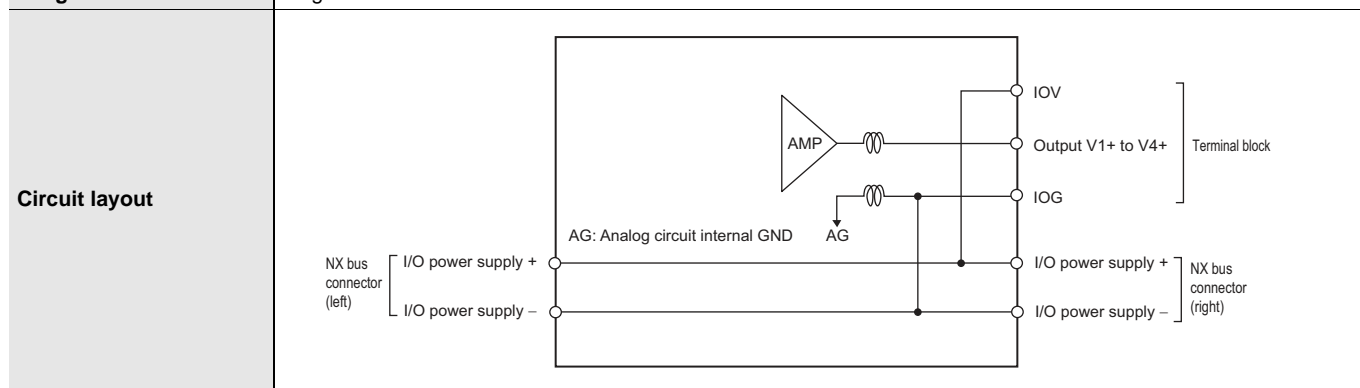 Circuit layout
IOV
AMP
Output V1+ to V4+
Terminal block
IOG
AG: Analog circuit internal GND
AG
NX bus
connector
(left)
I/O power supply +
I/O power supply −
I/O power supply +
I/O power supply −
NX bus
connector
(right)